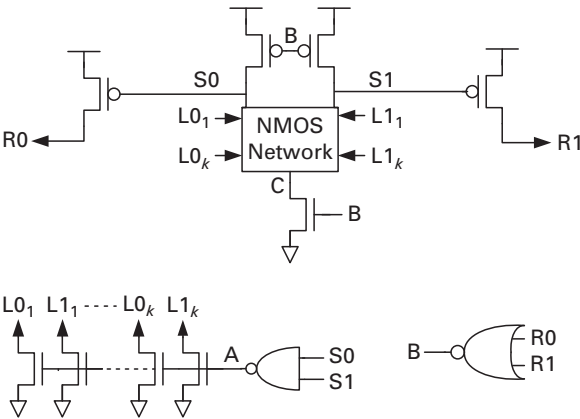 B
S0 S1
L0₁ L1₁
NMOS
Network
R0 R1
L0ₖ L1ₖ
C
B
L0₁ L1₁ L0ₖ L1ₖ
A S0
S1
B R0
R1